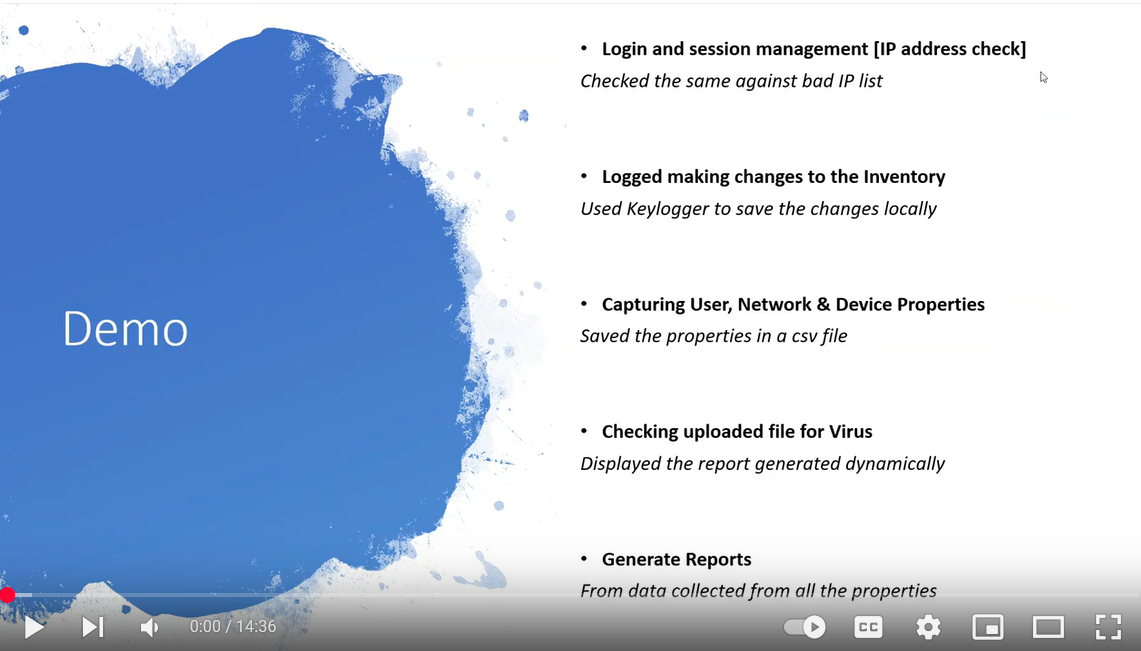 Demo
• Login and session management [IP address check]
Checked the same against bad IP list
• Logged making changes to the Inventory
Used Keylogger to save the changes locally
• Capturing User, Network & Device Properties
Saved the properties in a csv file
• Checking uploaded file for Virus
Displayed the report generated dynamically
• Generate Reports
From data collected from all the properties
0:00 / 14:36
CC